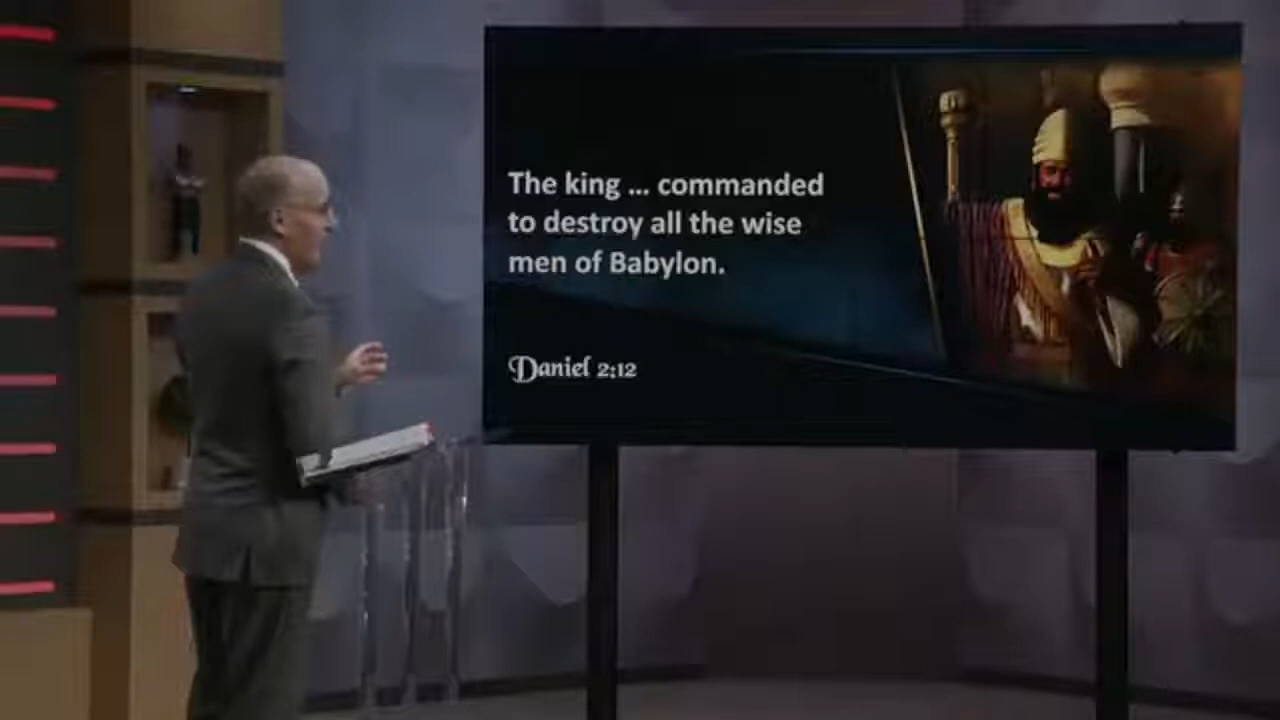 The king ... commanded
to destroy all the wise
men of Babylon.
Daniel 2:12